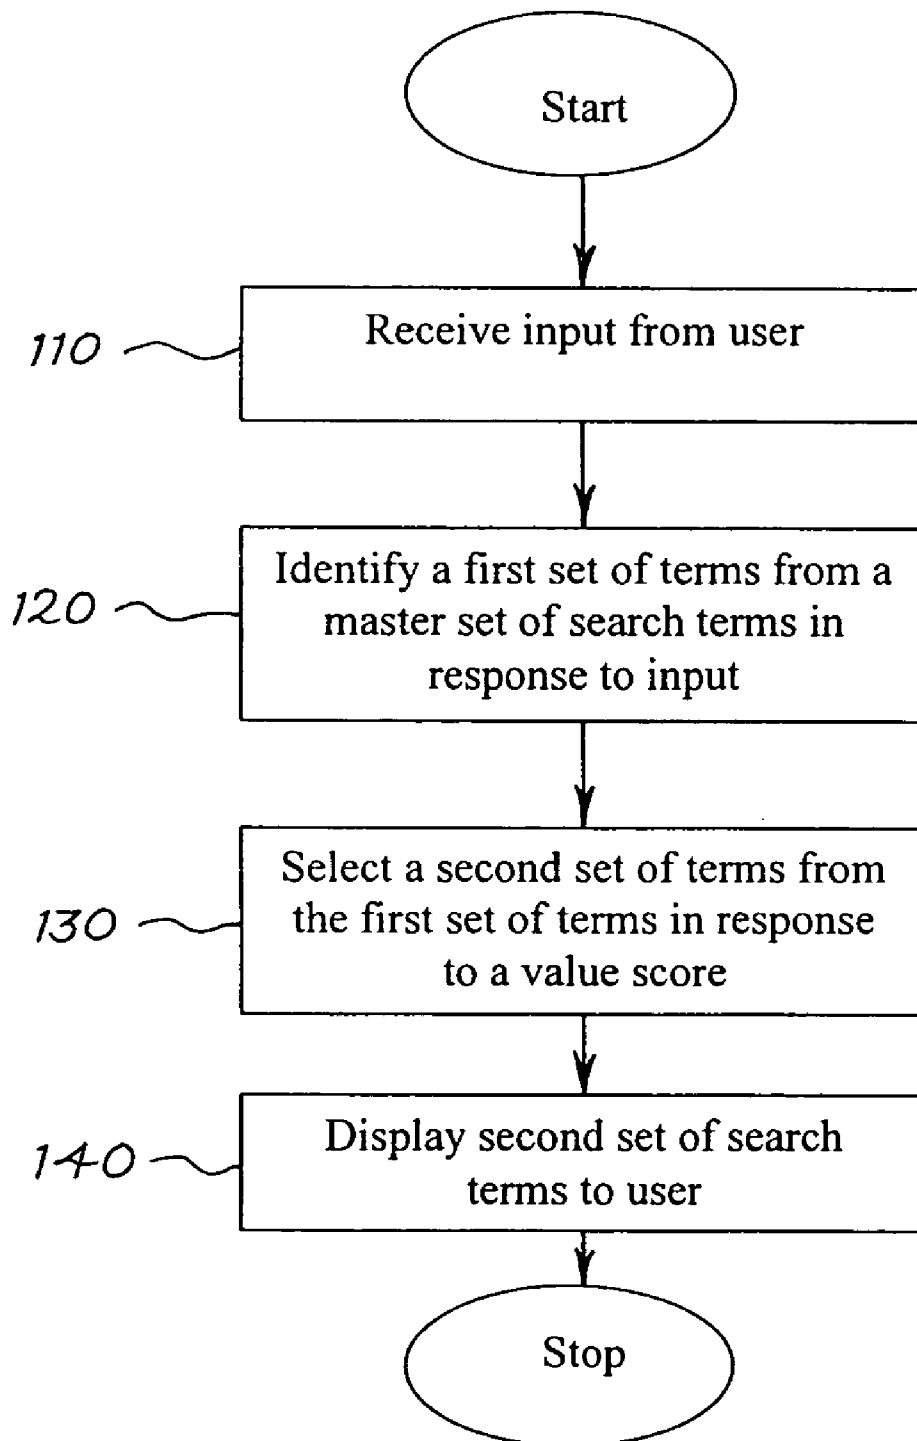 Start
110
Receive input from user
120
Identify a first set of terms from a
master set of search terms in
response to input
130
Select a second set of terms from
the first set of terms in response
to a value score
140
Display second set of search
terms to user
Stop